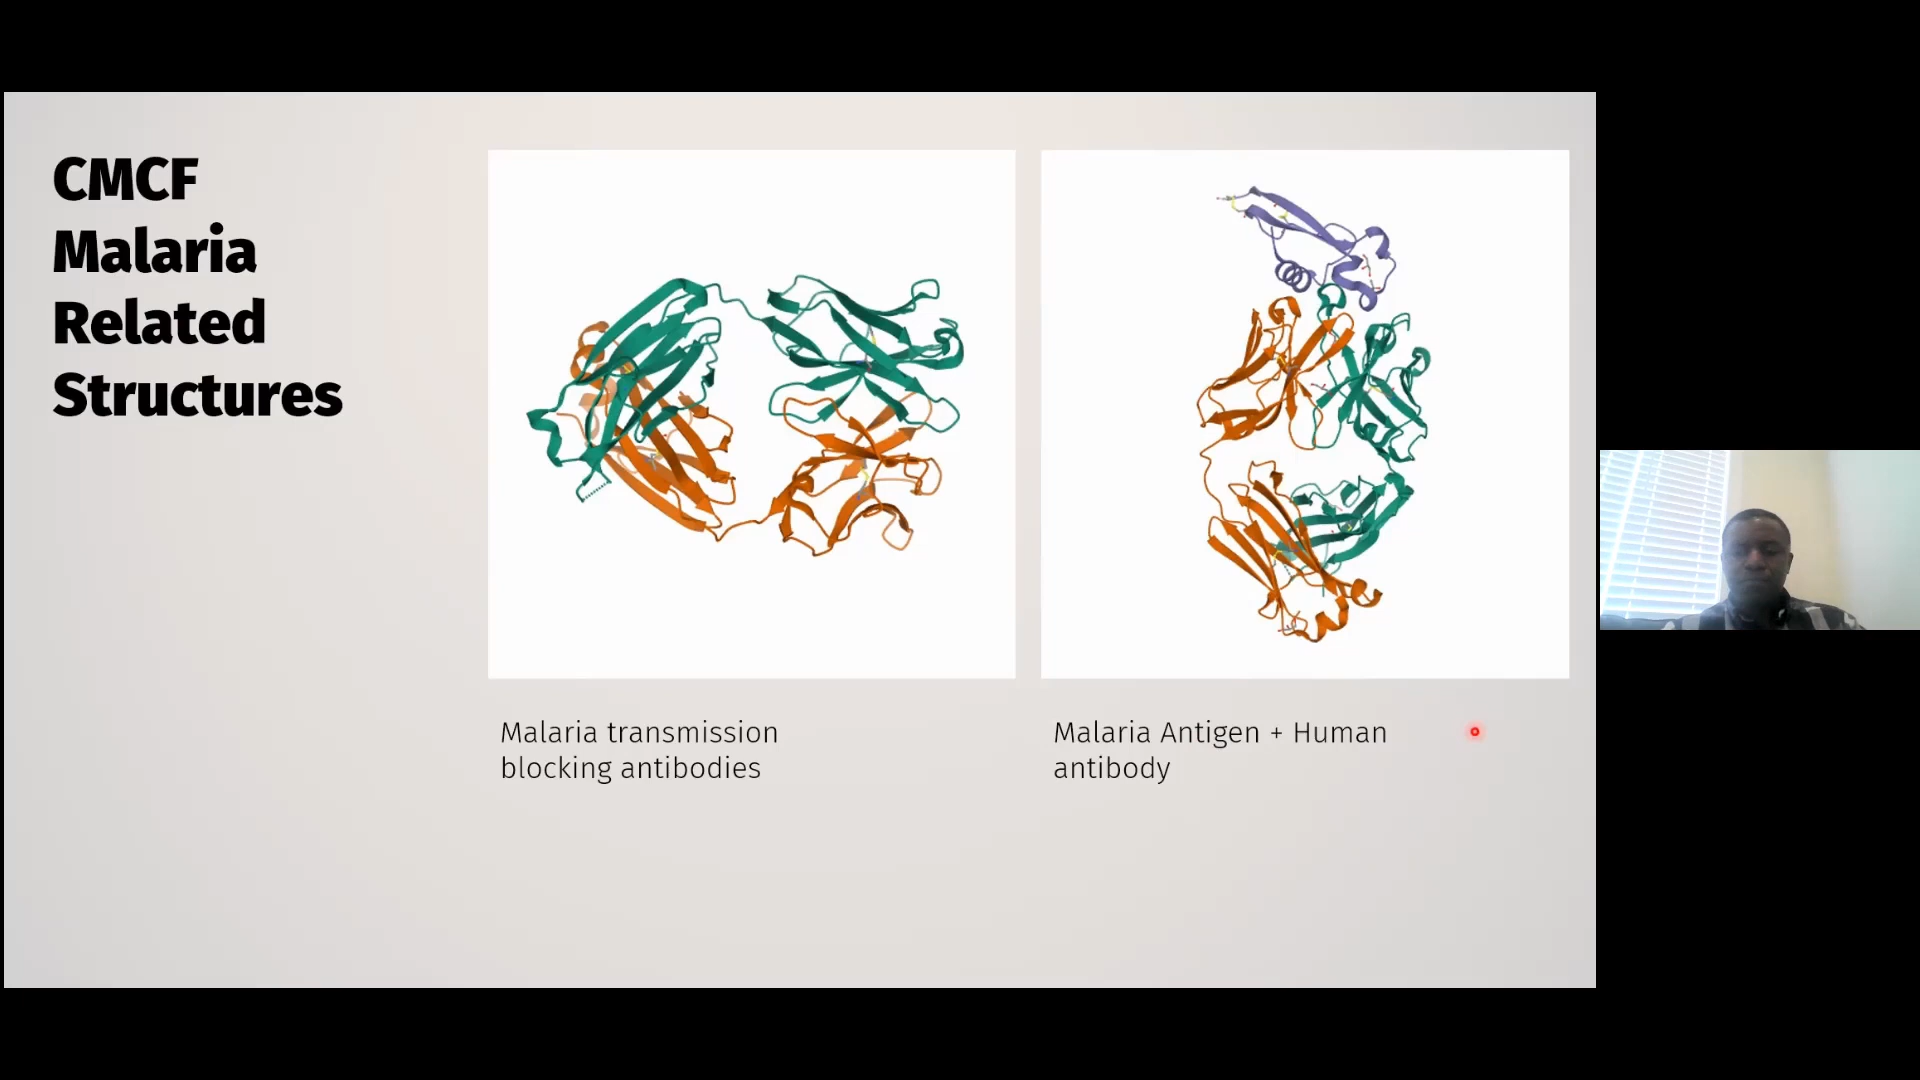 CMCF
Malaria
Related
Structures
Malaria transmission
blocking antibodies
Malaria Antigen + Human
antibody